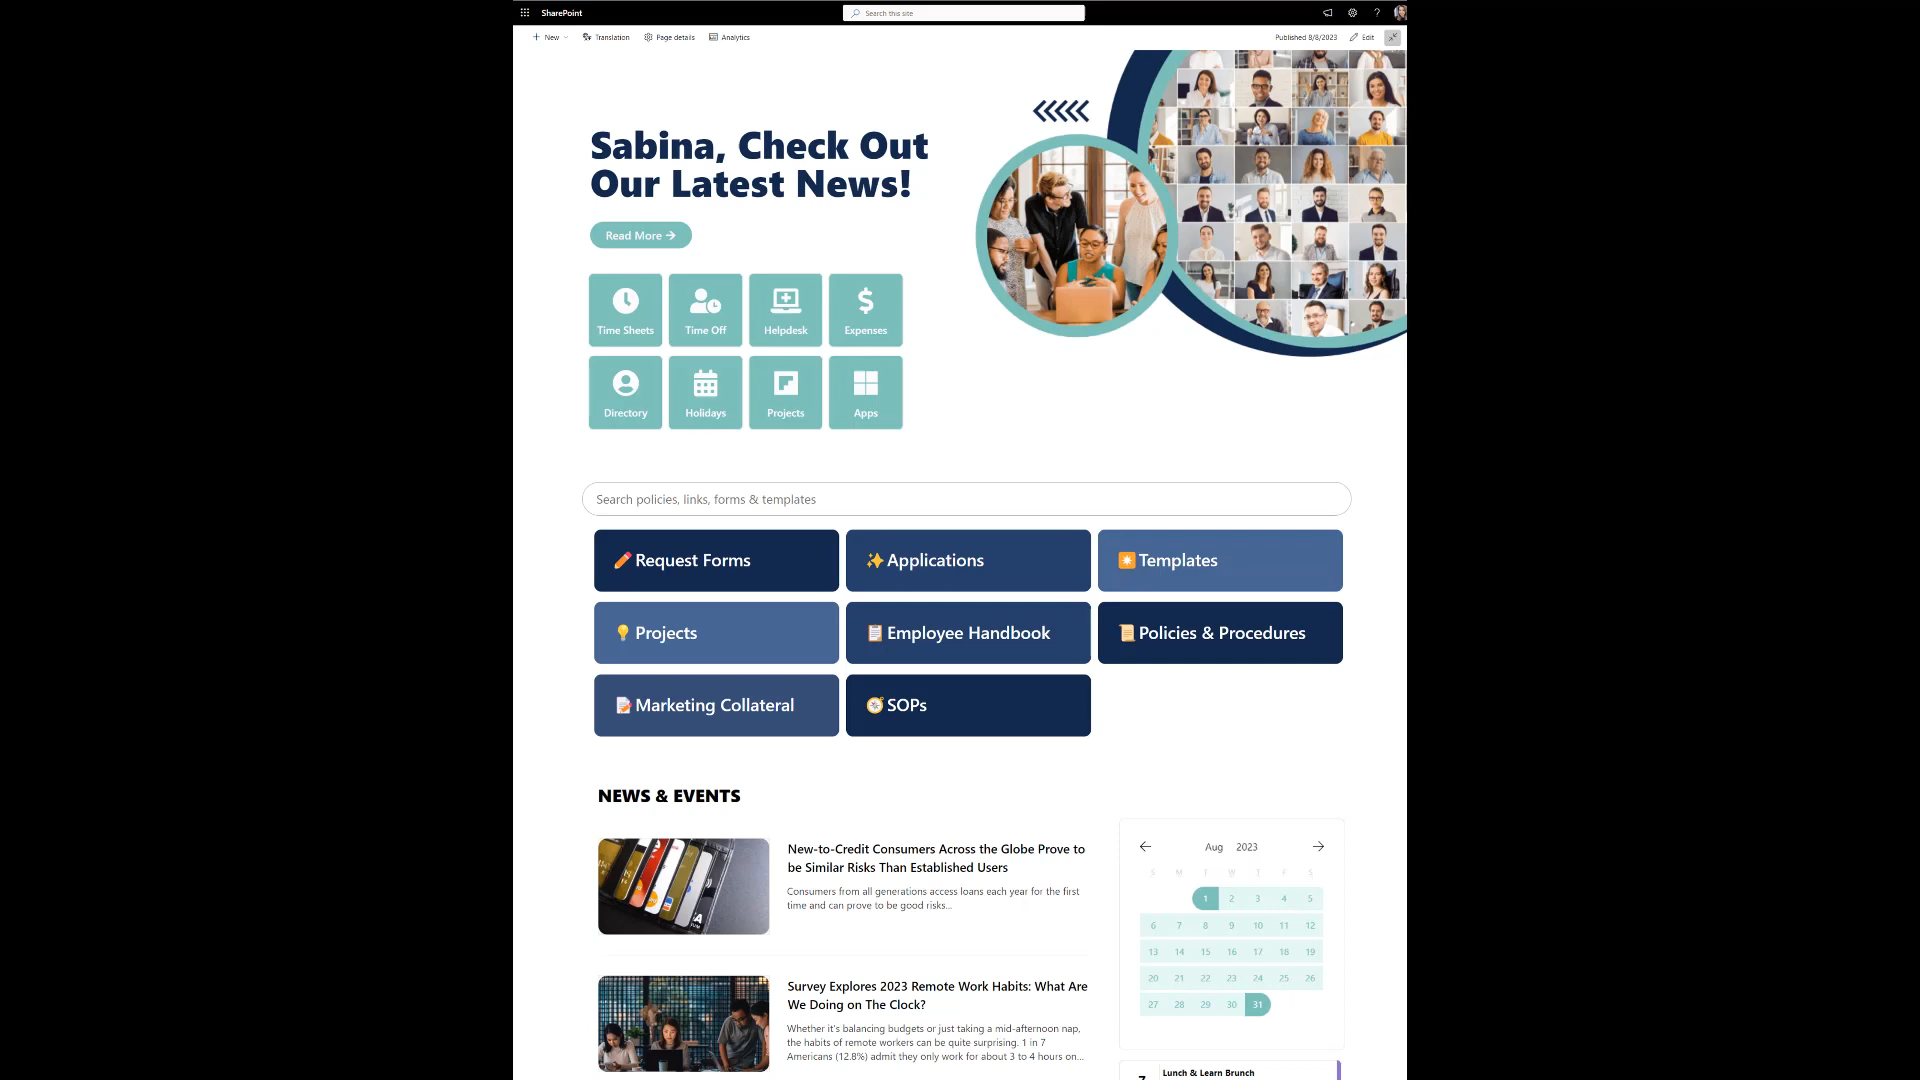 SharePoint
Search this site
New
Translation
Page details
Analytics
Published 8/8/2023
Edit
Sabina, Check Out
Our Latest News!
Read More
Time Sheets
Time Off
Helpdesk
Expenses
Directory
Holidays
Projects
Apps
Search policies, links, forms & templates
Request Forms
Applications
Templates
Projects
Employee Handbook
Policies & Procedures
Marketing Collateral
SOPs
NEWS & EVENTS
New-to-Credit Consumers Across the Globe Prove to
be Similar Risks Than Established Users
Consumers from all generations access loans each year for the first
time and can prove to be good risks...
Survey Explores 2023 Remote Work Habits: What Are
We Doing on The Clock?
Whether it's balancing budgets or just taking a mid-afternoon nap,
the habits of remote workers can be quite surprising. 1 in 7
Americans (12.8%) admit they only work for about 3 to 4 hours on...
Aug 2023
S M T W T F S
1 2 3 4 5
6 7 8 9 10 11 12
13 14 15 16 17 18 19
20 21 22 23 24 25 26
27 28 29 30 31
Lunch & Learn Brunch